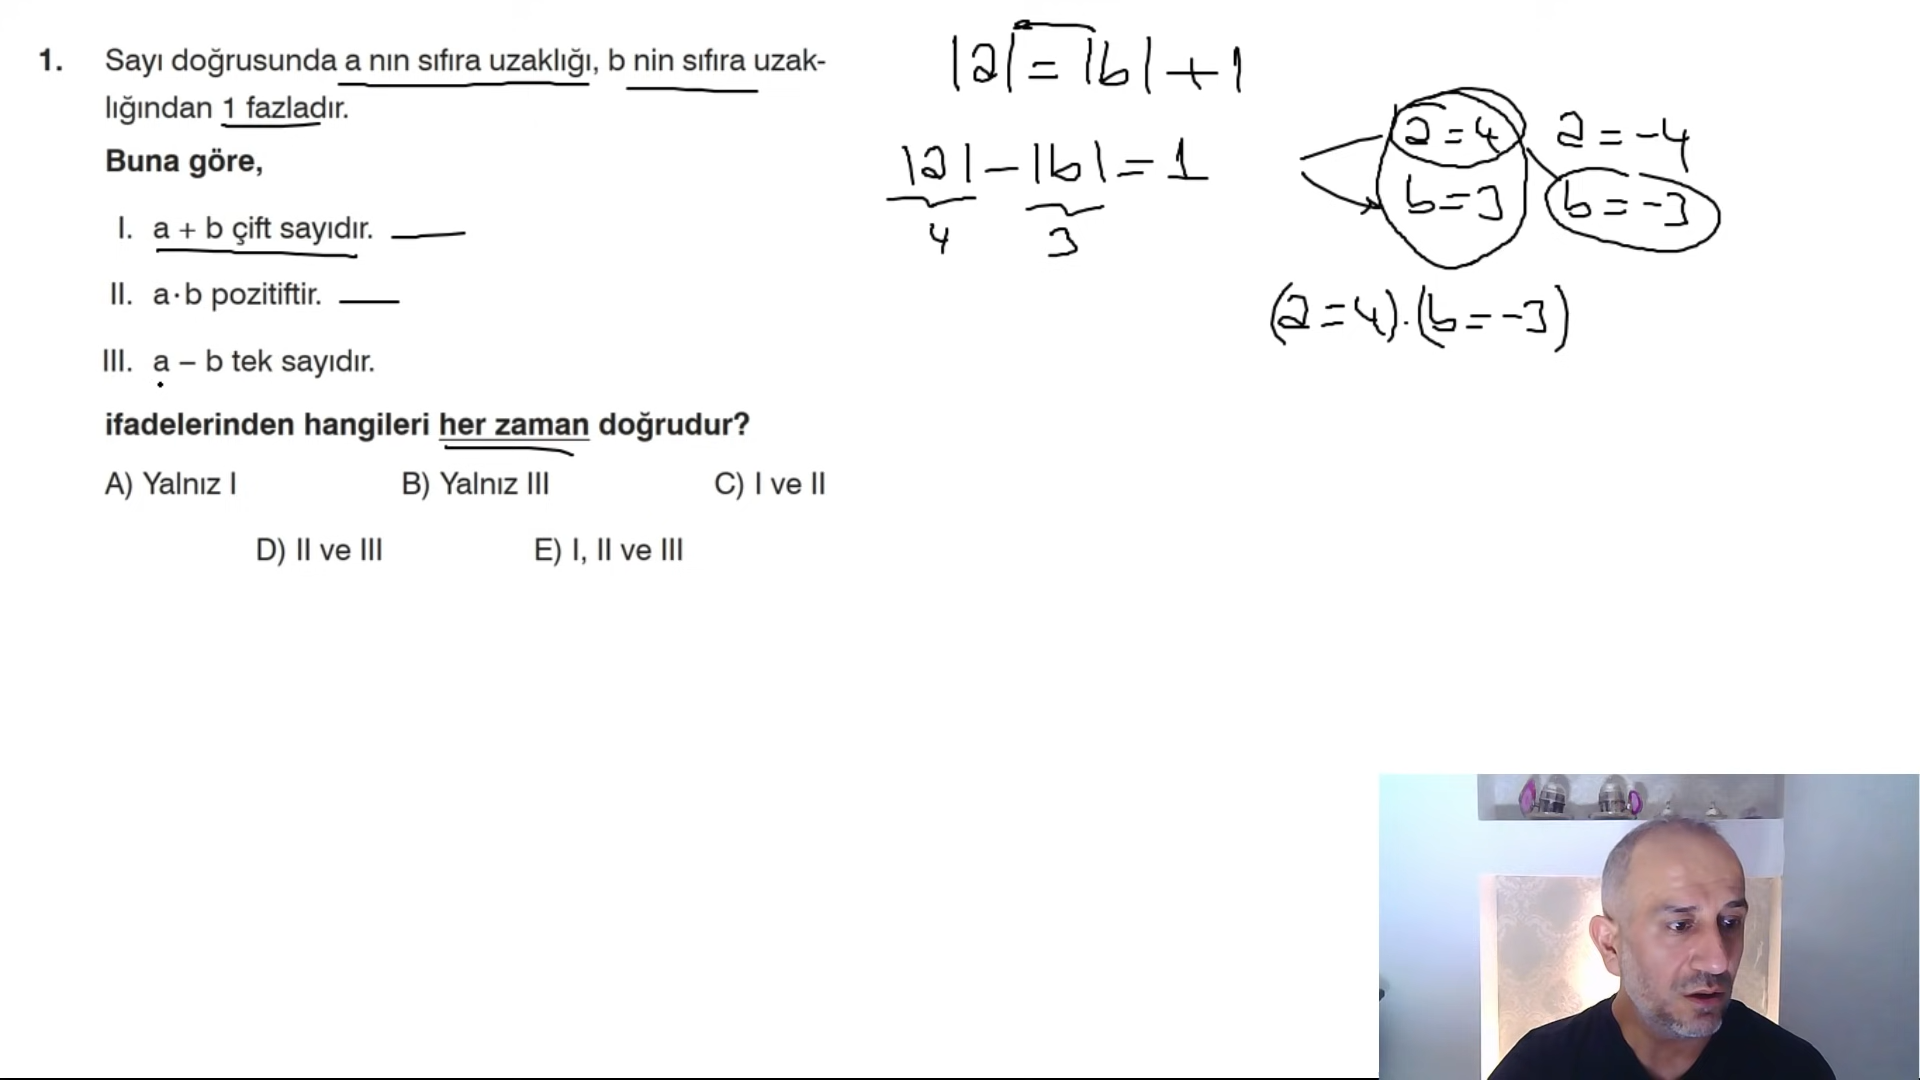 1. Sayı doğrusunda a nın sıfıra uzaklığı, b nin sıfıra uzak-
lığından 1 fazladır.
Buna göre,
I. a + b çift sayıdır.
II. a·b pozitiftir.
III. a – b tek sayıdır.
ifadelerinden hangileri her zaman doğrudur?
A) Yalnız I B) Yalnız III C) I ve II
D) II ve III E) I, II ve III
|a| = |b| + 1
|a| – |b| = 1
4 3
a = 4 a = -4
b = 3 b = -3
(a = 4).(b = -3)